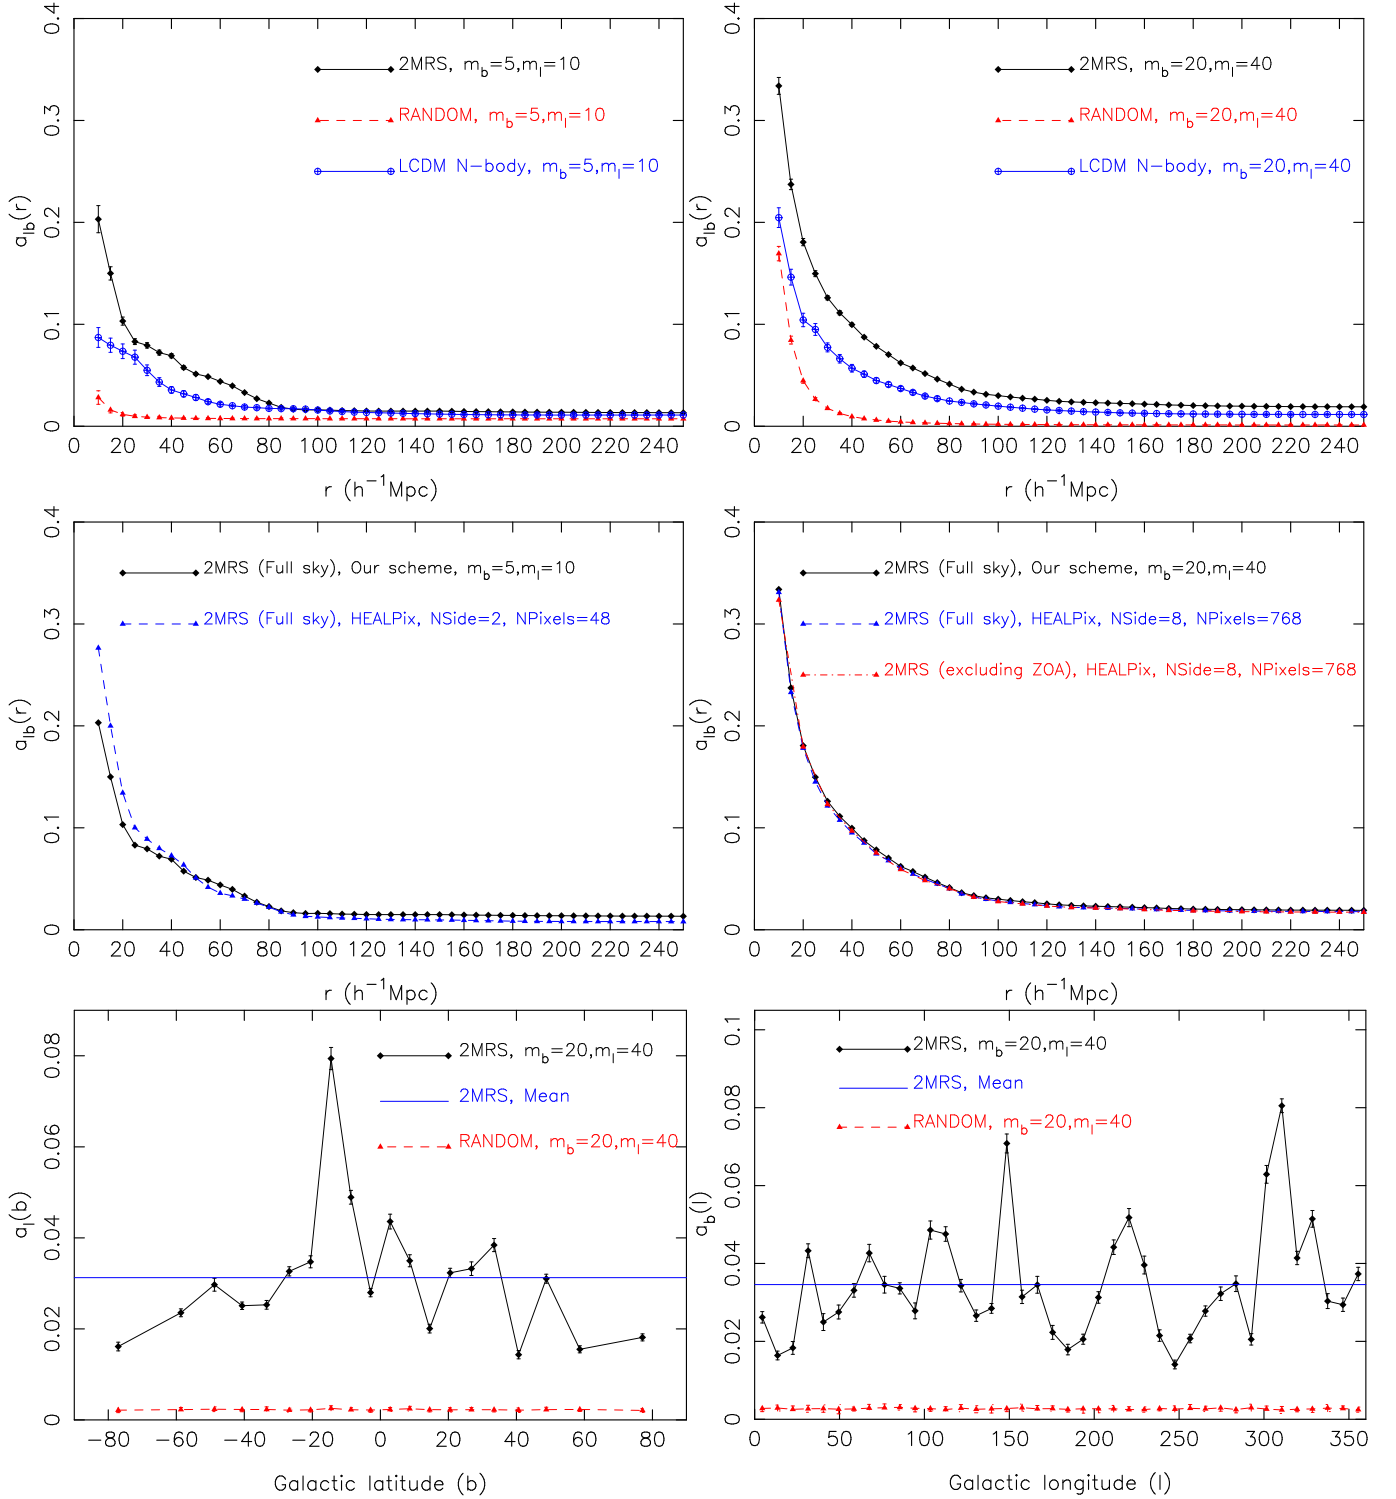 0.4
0.3
0.2
0.1
0
a_lb(r)
2MRS, m_b=5,m_l=10
RANDOM, m_b=5,m_l=10
LCDM N−body, m_b=5,m_l=10
0 20 40 60 80 100 120 140 160 180 200 220 240
r (h^−1Mpc)
0.4
0.3
0.2
0.1
0
a_lb(r)
2MRS, m_b=20,m_l=40
RANDOM, m_b=20,m_l=40
LCDM N−body, m_b=20,m_l=40
0 20 40 60 80 100 120 140 160 180 200 220 240
r (h^−1Mpc)
0.4
0.3
0.2
0.1
0
a_lb(r)
2MRS (Full sky), Our scheme, m_b=5,m_l=10
2MRS (Full sky), HEALPix, NSide=2, NPixels=48
0 20 40 60 80 100 120 140 160 180 200 220 240
r (h^−1Mpc)
0.4
0.3
0.2
0.1
0
a_lb(r)
2MRS (Full sky), Our scheme, m_b=20,m_l=40
2MRS (Full sky), HEALPix, NSide=8, NPixels=768
2MRS (excluding ZOA), HEALPix, NSide=8, NPixels=768
0 20 40 60 80 100 120 140 160 180 200 220 240
r (h^−1Mpc)
0.08
0.06
0.04
0.02
0
a_l(b)
2MRS, m_b=20,m_l=40
2MRS, Mean
RANDOM, m_b=20,m_l=40
−80 −60 −40 −20 0 20 40 60 80
Galactic latitude (b)
0.1
0.08
0.06
0.04
0.02
0
a_b(l)
2MRS, m_b=20,m_l=40
2MRS, Mean
RANDOM, m_b=20,m_l=40
0 50 100 150 200 250 300 350
Galactic longitude (l)